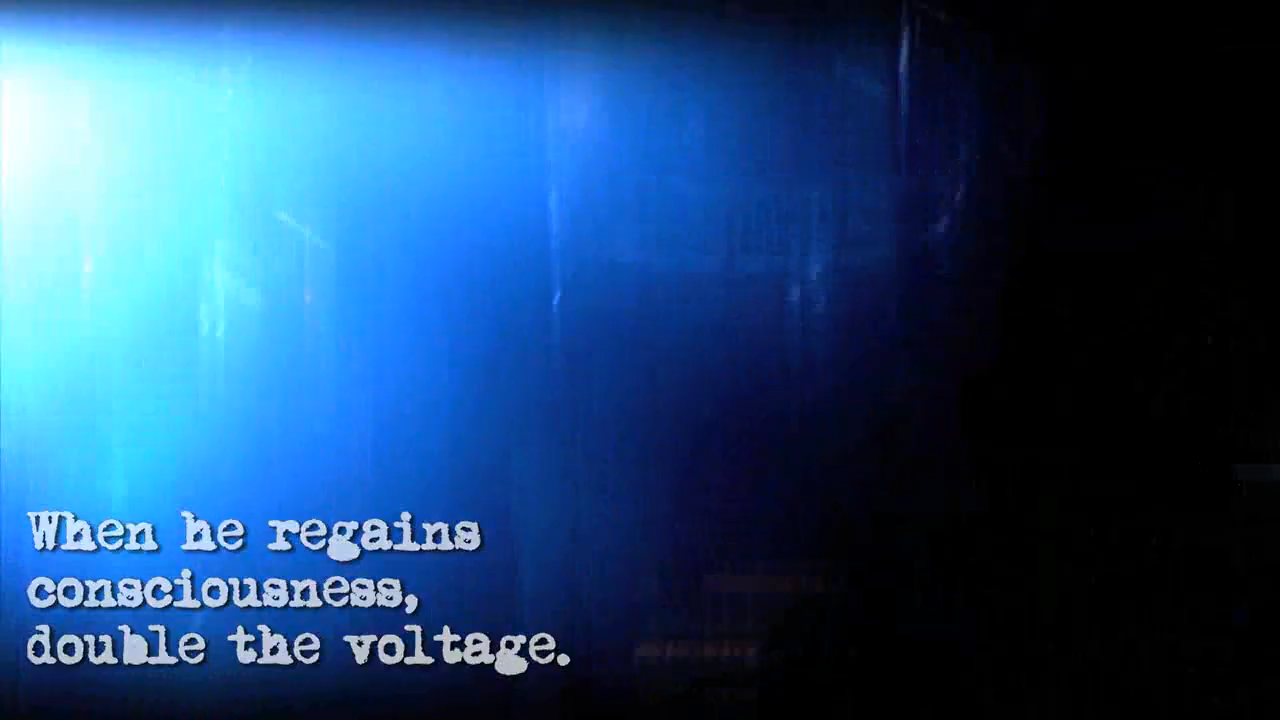 When he regains
consciousness,
double the voltage.